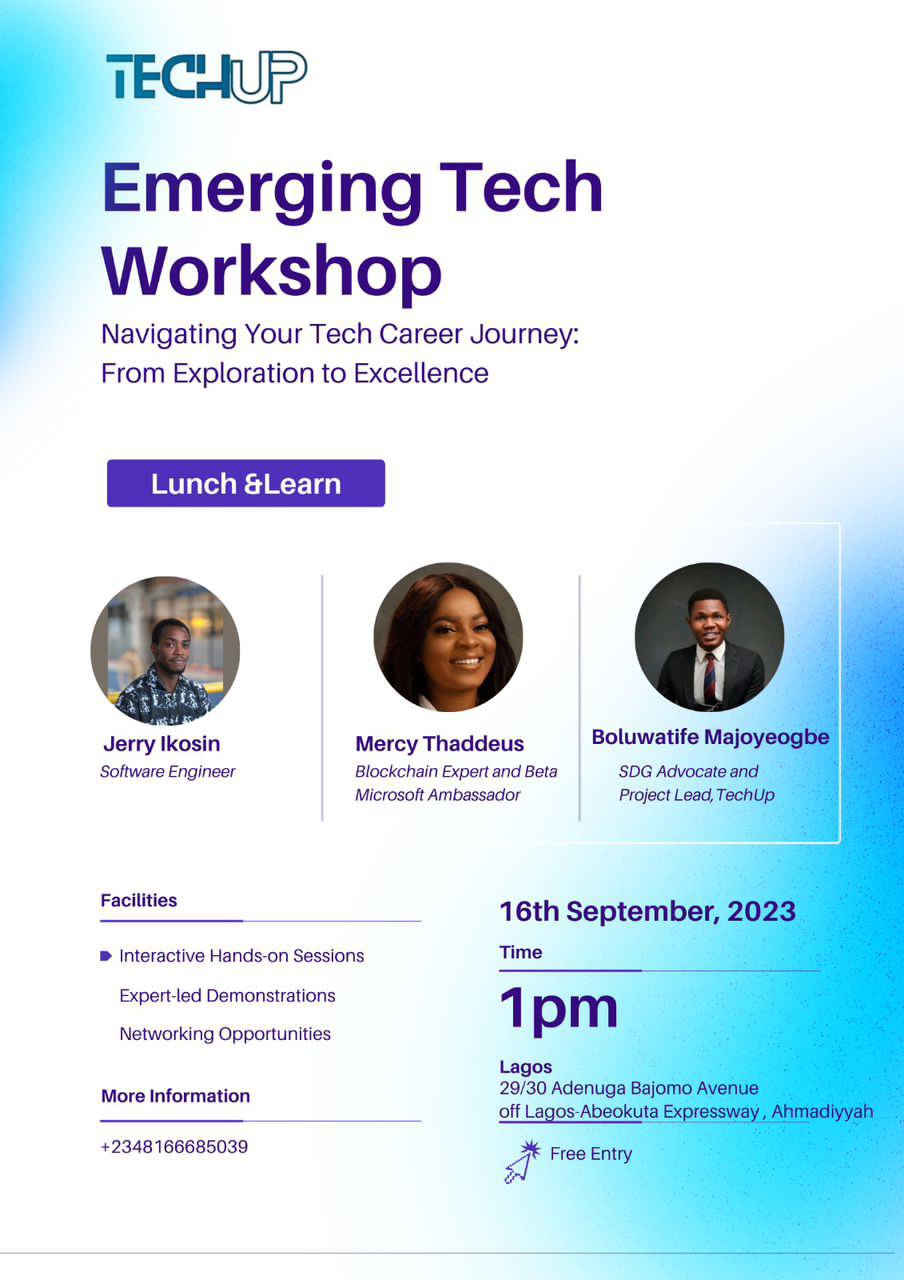 TECHUP
Emerging Tech
Workshop
Navigating Your Tech Career Journey:
From Exploration to Excellence
Lunch &Learn
Jerry Ikosin
Software Engineer
Mercy Thaddeus
Blockchain Expert and Beta
Microsoft Ambassador
Boluwatife Majoyeogbe
SDG Advocate and
Project Lead,TechUp
Facilities
Interactive Hands-on Sessions
Expert-led Demonstrations
Networking Opportunities
More Information
+2348166685039
16th September, 2023
Time
1pm
Lagos
29/30 Adenuga Bajomo Avenue
off Lagos-Abeokuta Expressway , Ahmadiyyah
Free Entry